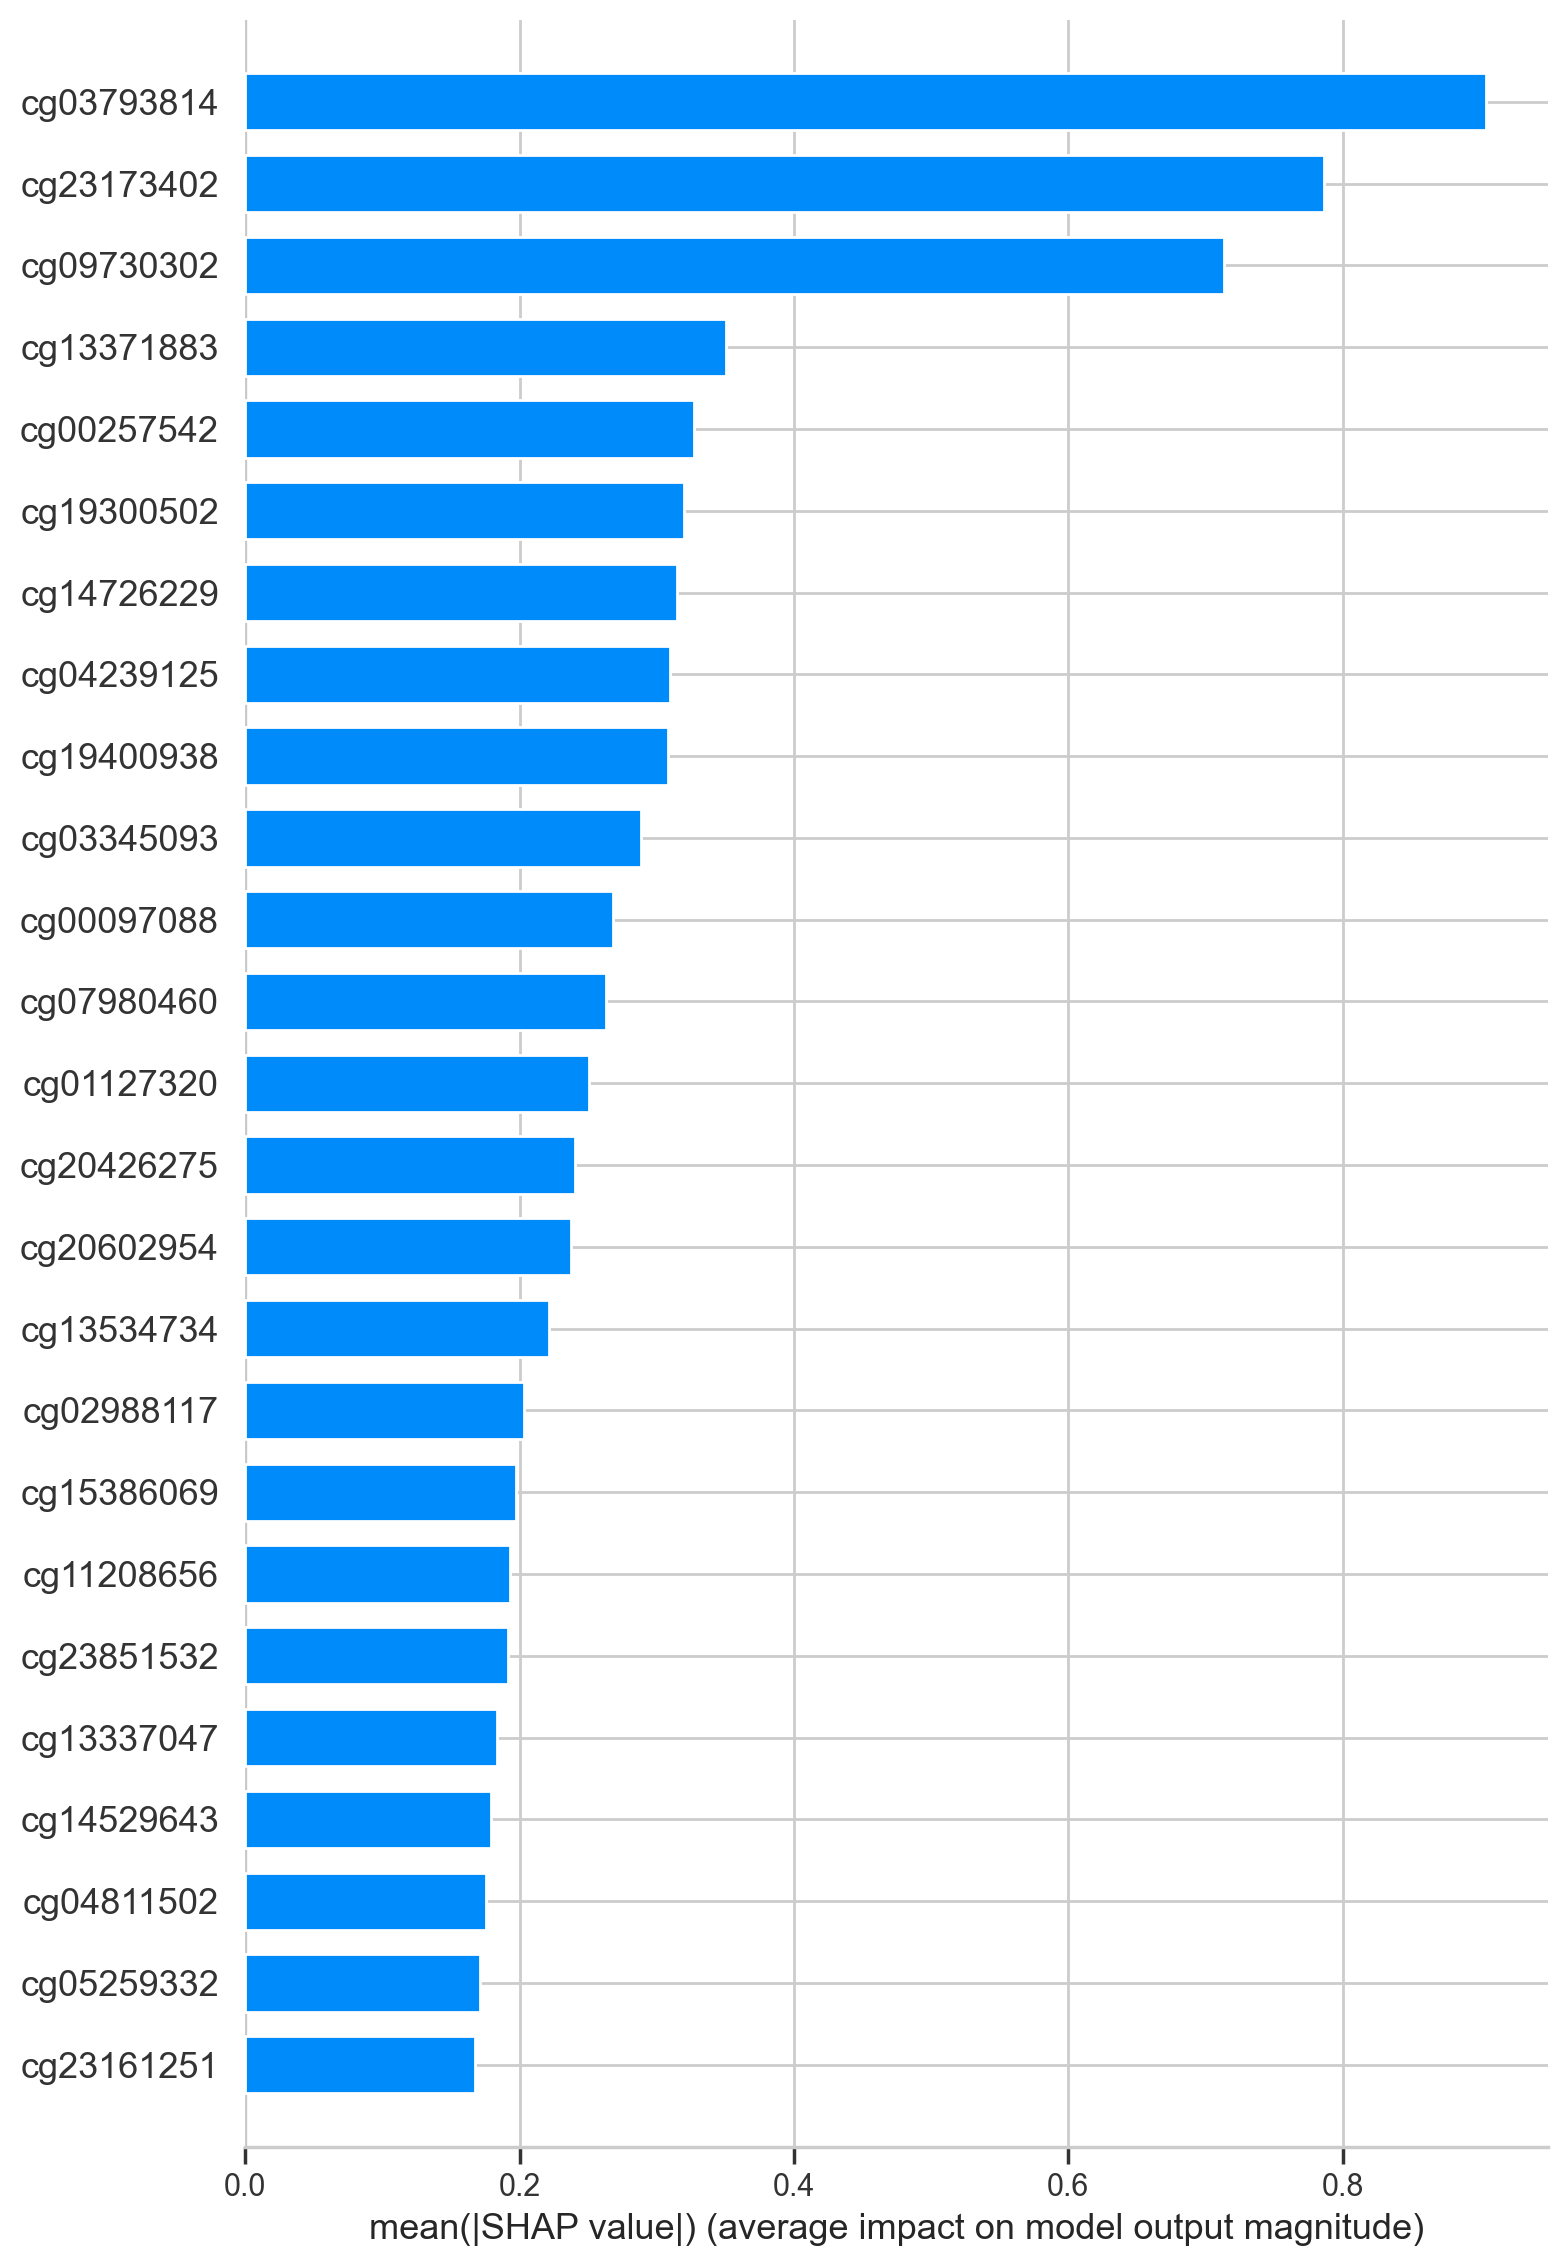 cg03793814
cg23173402
cg09730302
cg13371883
cg00257542
cg19300502
cg14726229
cg04239125
cg19400938
cg03345093
cg00097088
cg07980460
cg01127320
cg20426275
cg20602954
cg13534734
cg02988117
cg15386069
cg11208656
cg23851532
cg13337047
cg14529643
cg04811502
cg05259332
cg23161251
0.0 0.2 0.4 0.6 0.8
mean(|SHAP value|) (average impact on model output magnitude)